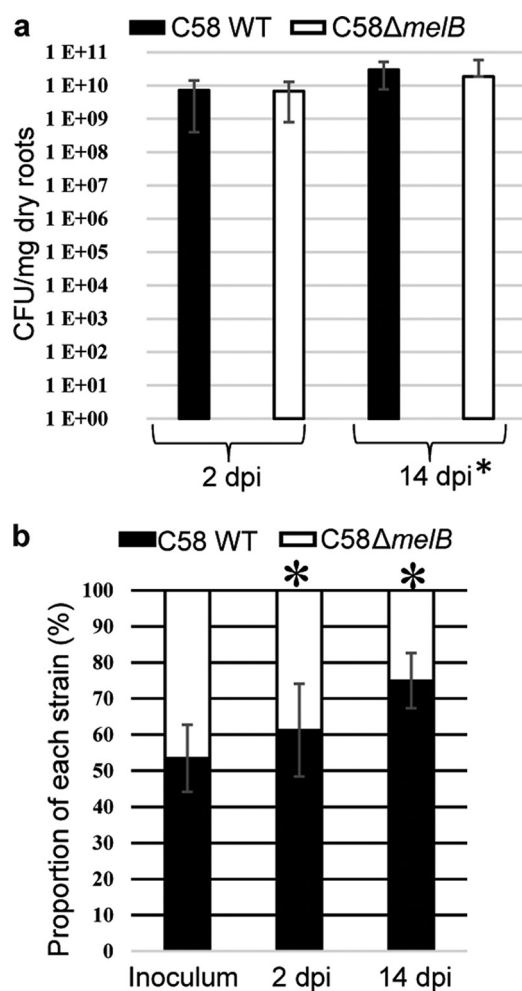 a
C58 WT C58ΔmelB
1 E+11
1 E+10
1 E+09
1 E+08
1 E+07
1 E+06
1 E+05
1 E+04
1 E+03
1 E+02
1 E+01
1 E+00
CFU/mg dry roots
2 dpi 14 dpi*
b
C58 WT C58ΔmelB
* *
100
90
80
70
60
50
40
30
20
10
0
Proportion of each strain (%)
Inoculum 2 dpi 14 dpi